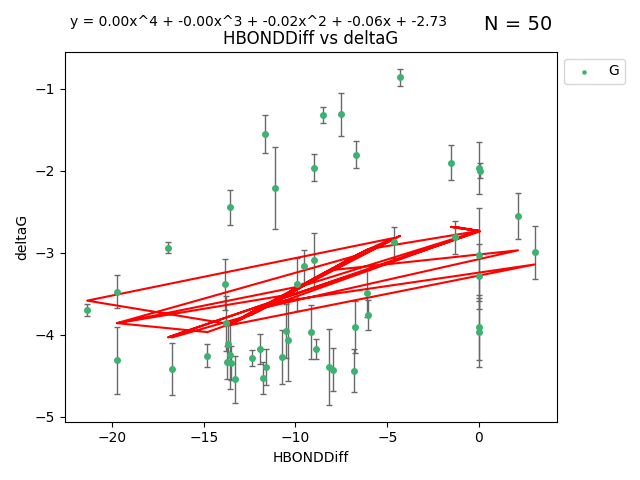 y = 0.00x^4 + -0.00x^3 + -0.02x^2 + -0.06x + -2.73
N = 50
HBONDDiff vs deltaG
G
deltaG
−1
−2
−3
−4
−5
−20
−15
−10
−5
0
HBONDDiff